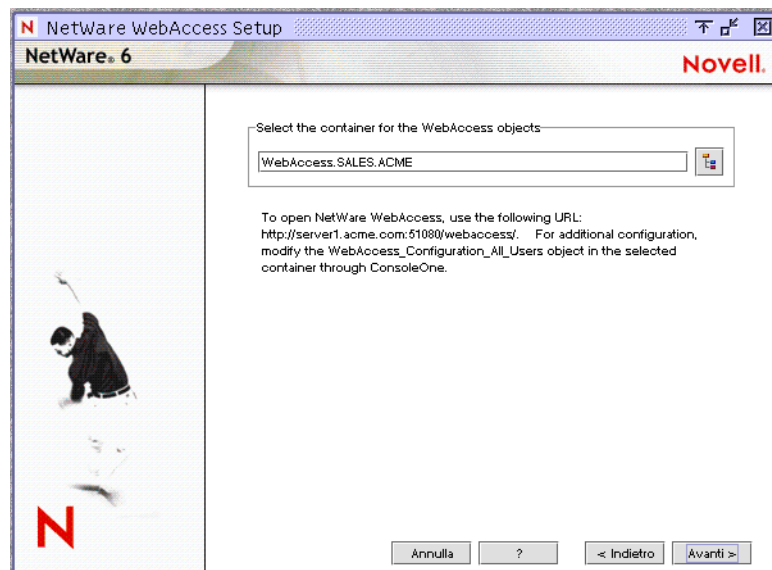 N NetWare WebAccess Setup
NetWare® 6
Novell.
Select the container for the WebAccess objects
WebAccess.SALES.ACME
To open NetWare WebAccess, use the following URL:
http://server1.acme.com:51080/webaccess/. For additional configuration,
modify the WebAccess_Configuration_All_Users object in the selected
container through ConsoleOne.
N
Annulla ? < Indietro Avanti >